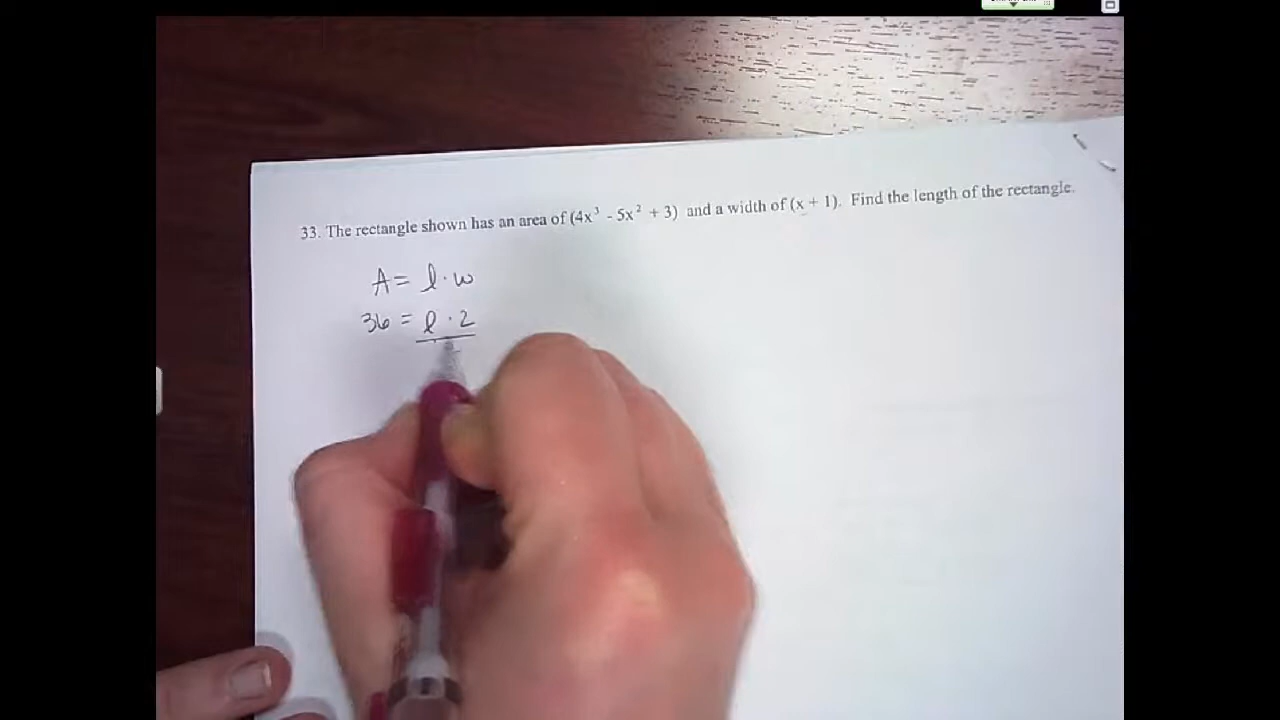 33. The rectangle shown has an area of (4x³ - 5x² + 3) and a width of (x + 1). Find the length of the rectangle.
A = l · w
36 = l · 2